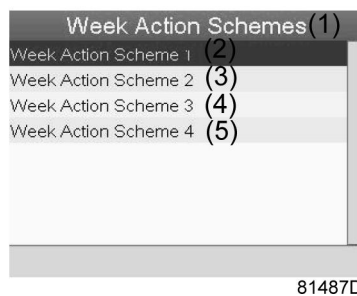 Week Action Schemes(1)
Week Action Scheme 1 (2)
Week Action Scheme 2 (3)
Week Action Scheme 3 (4)
Week Action Scheme 4 (5)
81487D